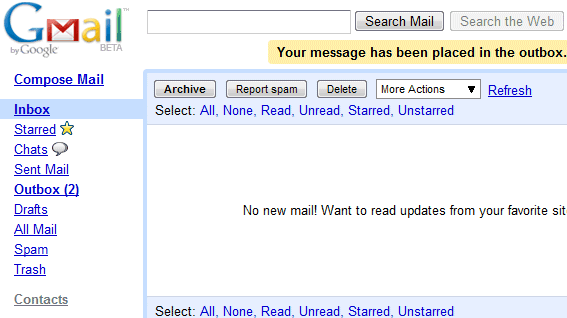 Gmail
by Google BETA
Search Mail Search the Web
Your message has been placed in the outbox.
Compose Mail
Archive Report spam Delete More Actions Refresh
Select: All, None, Read, Unread, Starred, Unstarred
Inbox
Starred
Chats
Sent Mail
Outbox (2)
Drafts
All Mail
Spam
Trash
Contacts
No new mail! Want to read updates from your favorite sit
Select: All, None, Read, Unread, Starred, Unstarred